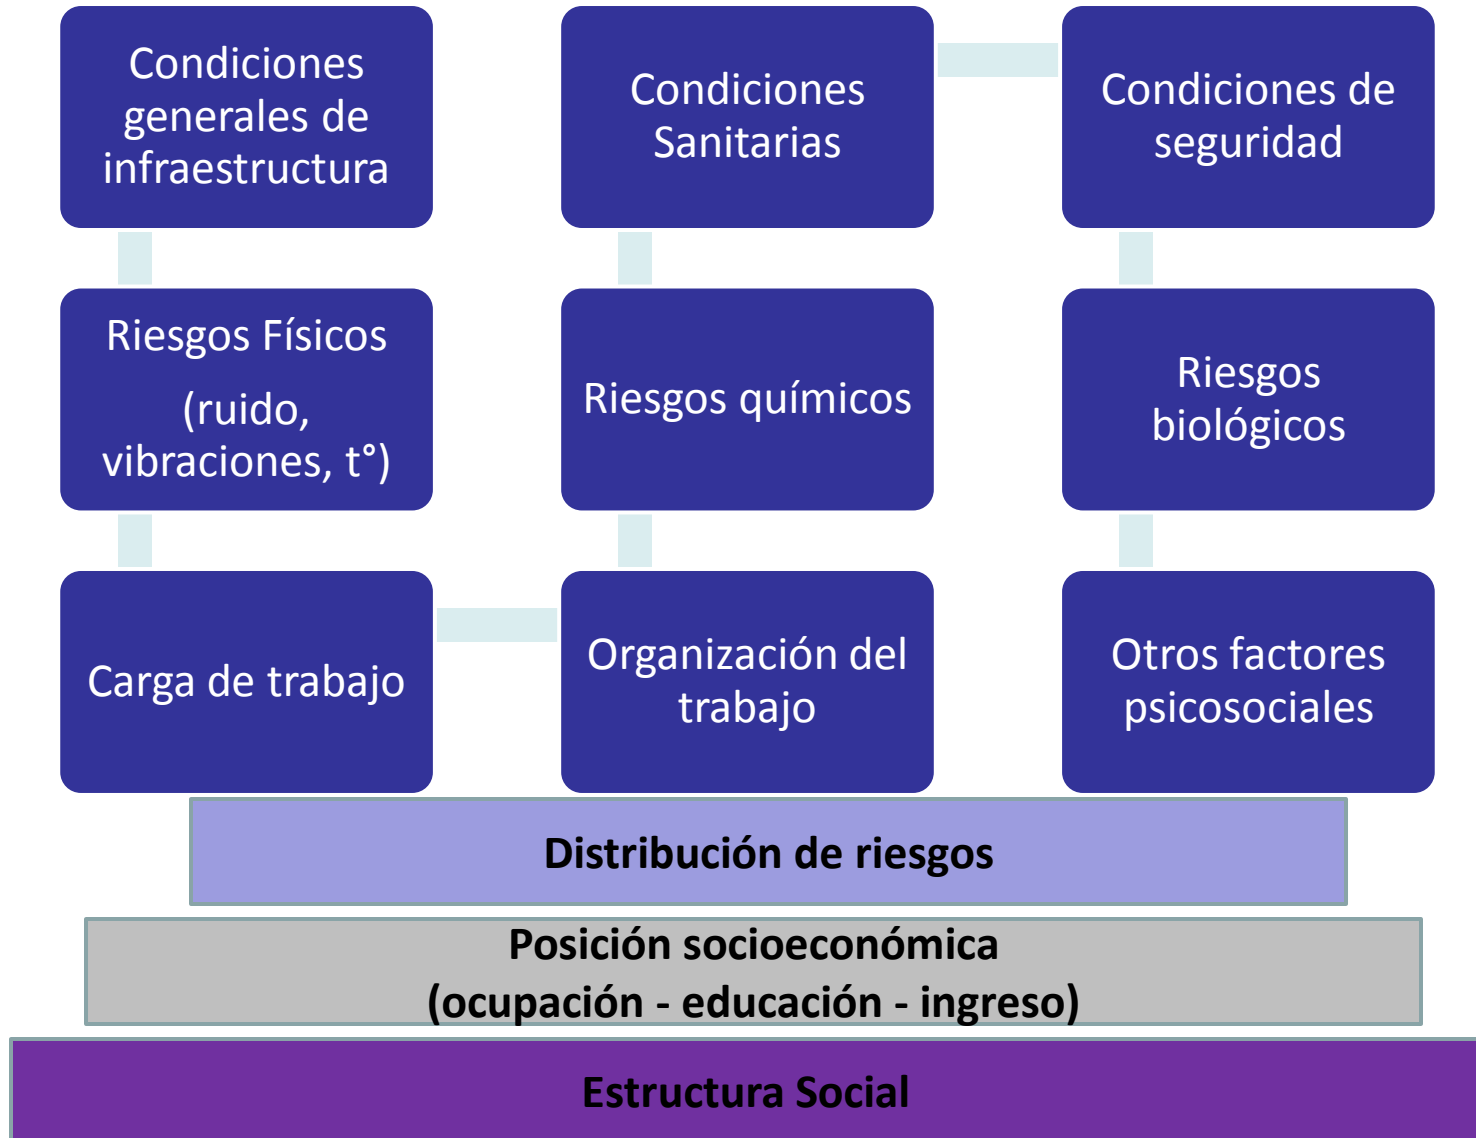 Condiciones
generales de
infraestructura
Condiciones
Sanitarias
Condiciones de
seguridad
Riesgos Físicos
(ruido,
vibraciones, t°)
Riesgos químicos
Riesgos
biológicos
Carga de trabajo
Organización del
trabajo
Otros factores
psicosociales
Distribución de riesgos
Posición socioeconómica
(ocupación - educación - ingreso)
Estructura Social